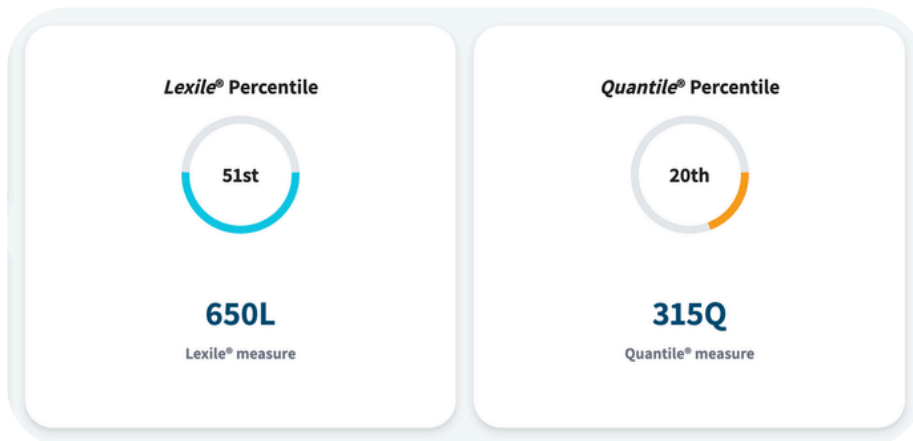 Lexile® Percentile
51st
650L
Lexile® measure
Quantile® Percentile
20th
315Q
Quantile® measure